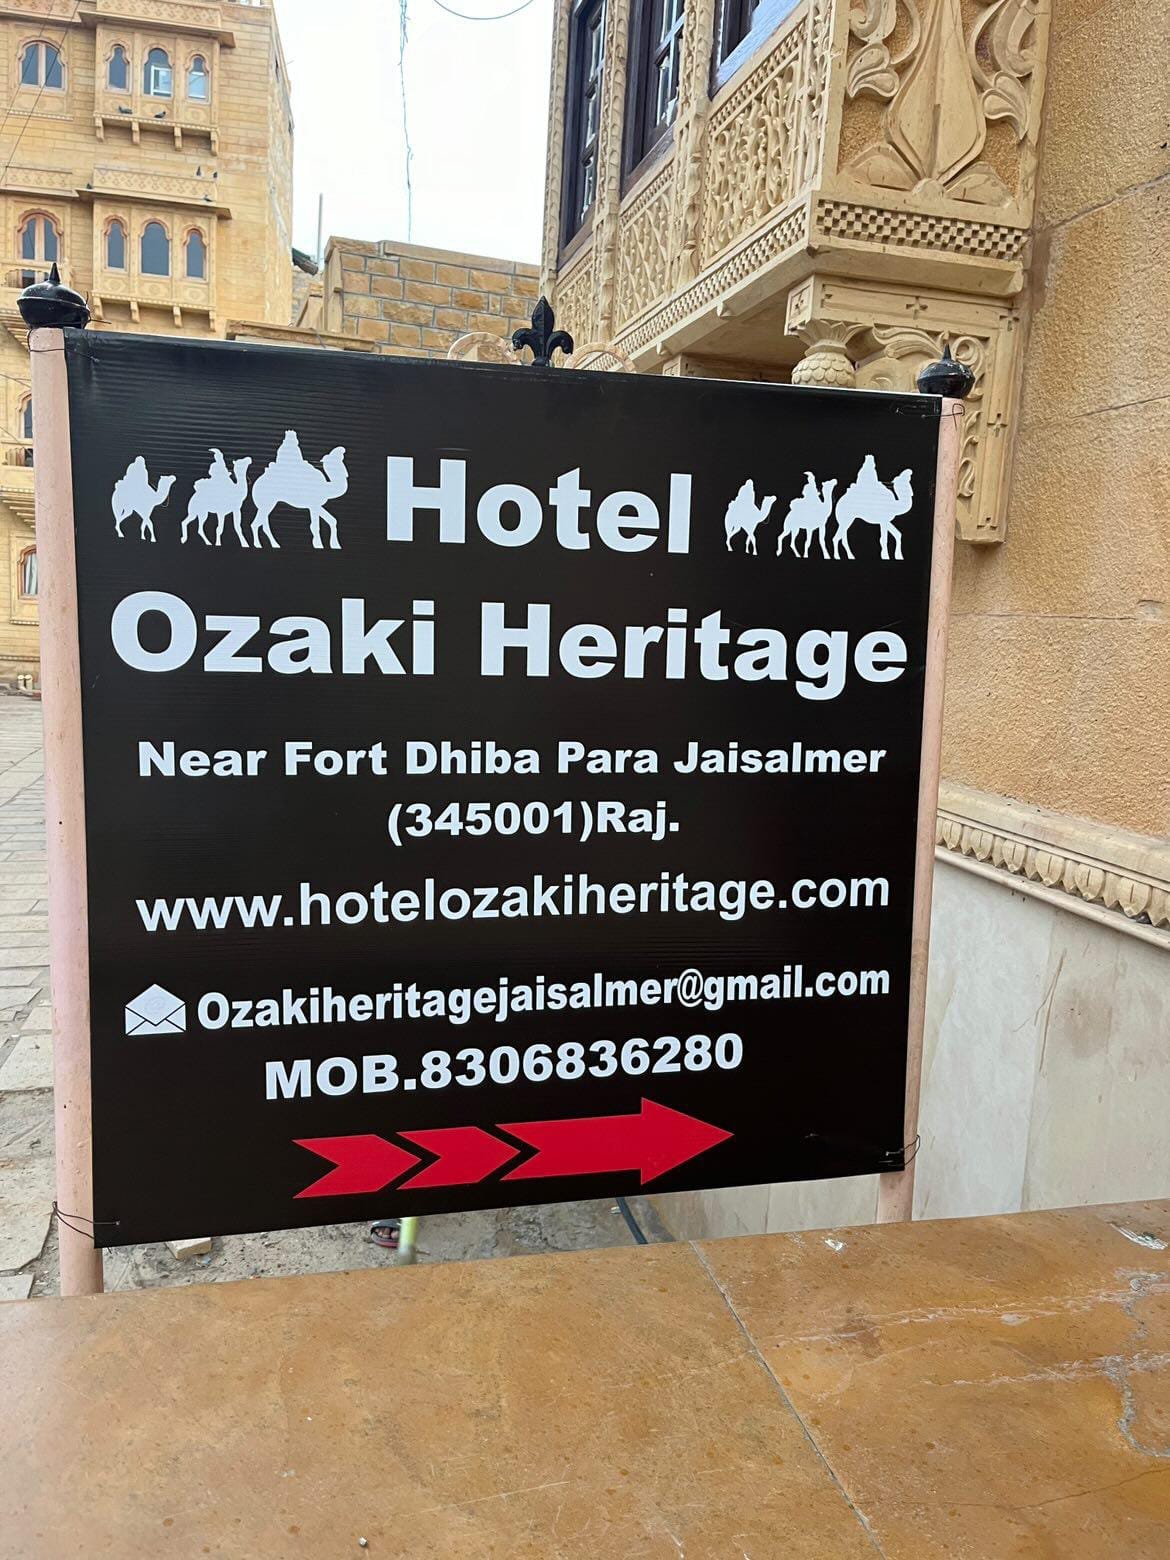 Hotel
Ozaki Heritage
Near Fort Dhiba Para Jaisalmer
(345001)Raj.
www.hotelozakiheritage.com
Ozakiheritagejaisalmer@gmail.com
MOB.8306836280